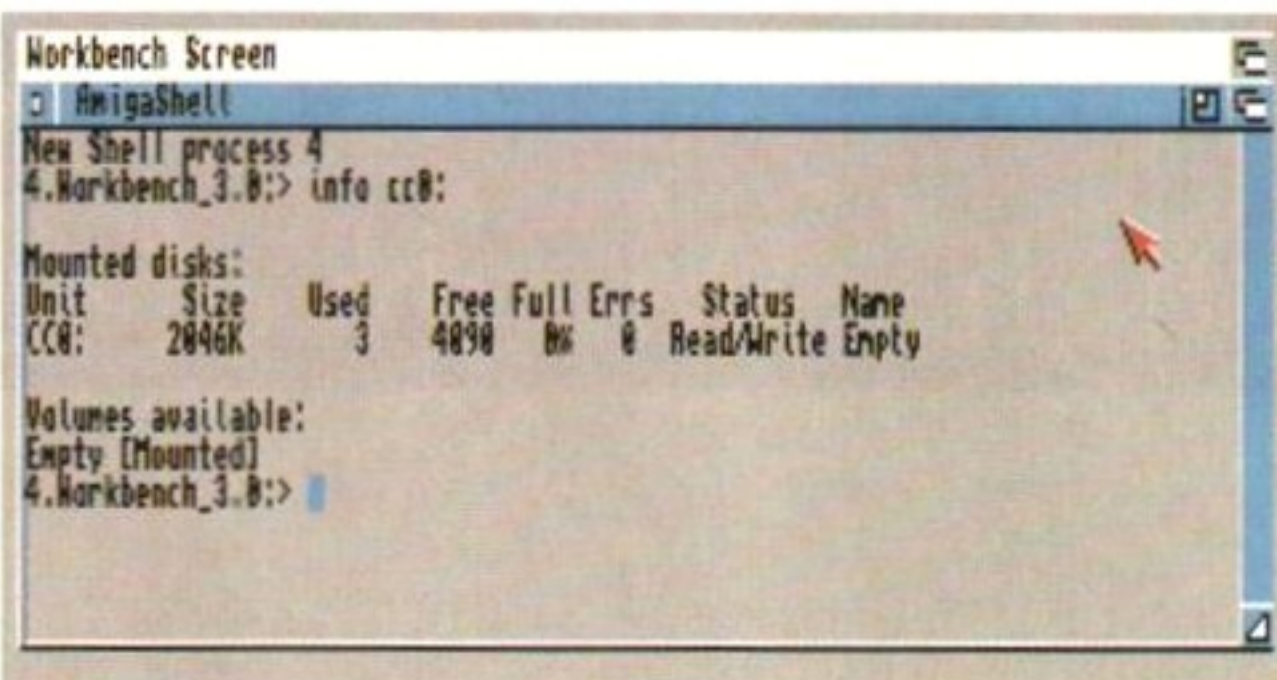 Workbench Screen
AmigaShell
New Shell process 4
4.Workbench_3.0:> info cc0:
Mounted disks:
Unit Size Used Free Full Errs Status Name
CC0: 2046K 3 4090 0% 0 Read/Write Empty
Volumes available:
Empty [Mounted]
4.Workbench_3.0:>